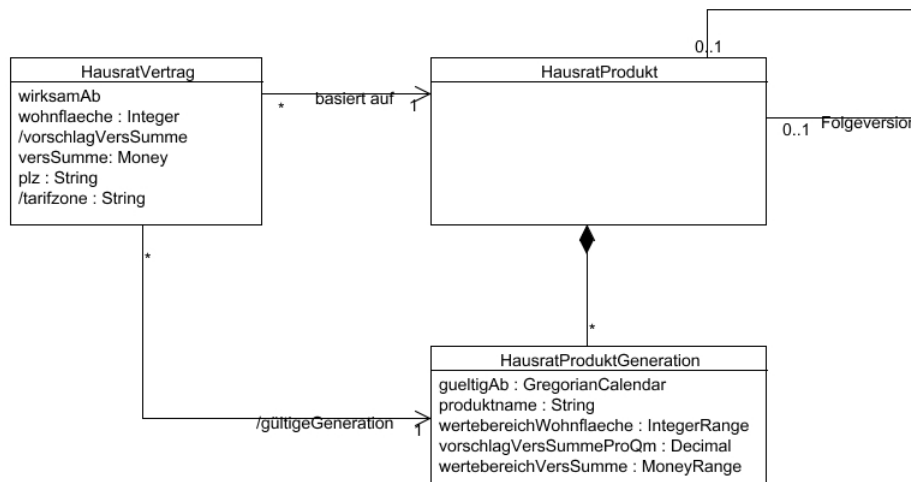 0..1
HausratVertrag
HausratProdukt
wirksamAb
wohnflaeche : Integer
/vorschlagVersSumme
versSumme: Money
plz : String
/tarifzone : String
* basiert auf 1
0..1 Folgeversion
*
*
HausratProduktGeneration
gueltigAb : GregorianCalendar
produktname : String
wertebereichWohnflaeche : IntegerRange
vorschlagVersSummeProQm : Decimal
wertebereichVersSumme : MoneyRange
/gültigeGeneration 1